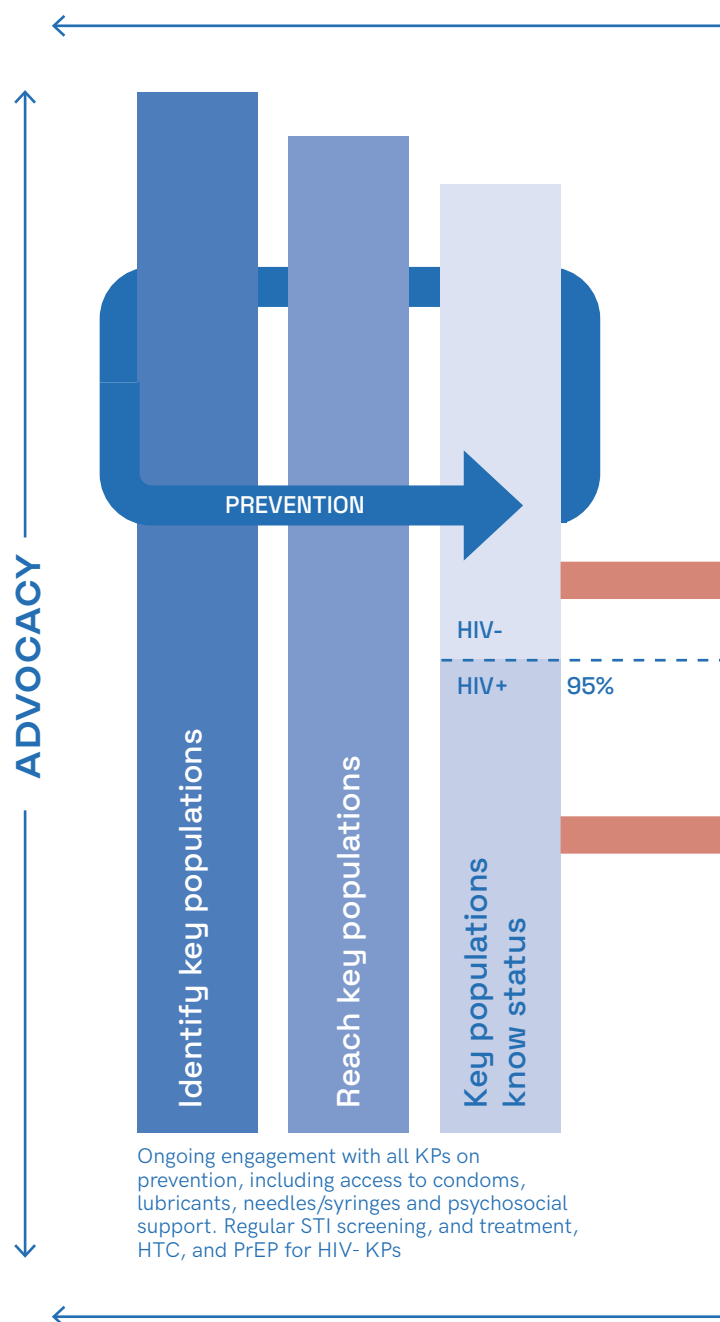 ADVOCACY
PREVENTION
HIV-
HIV+
95%
Identify key populations
Reach key populations
Key populations
know status
Ongoing engagement with all KPs on
prevention, including access to condoms,
lubricants, needles/syringes and psychosocial
support. Regular STI screening, and treatment,
HTC, and PrEP for HIV- KPs